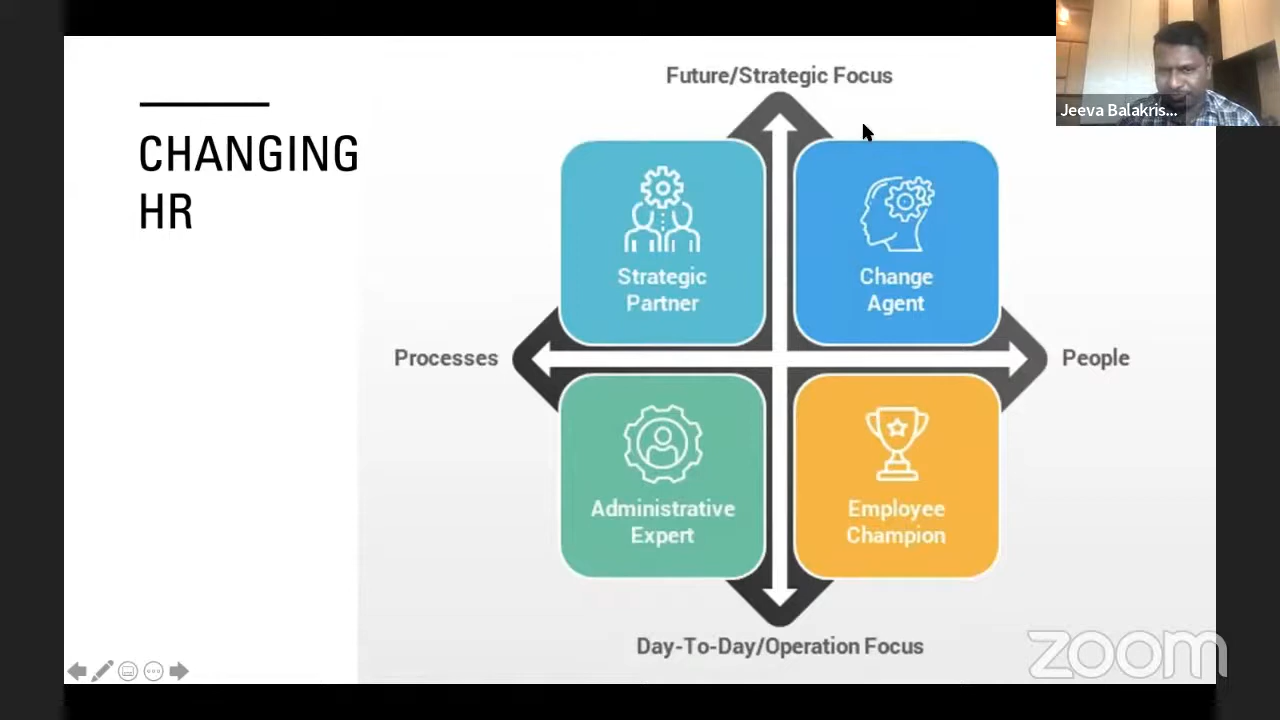 CHANGING
HR
Future/Strategic Focus
Jeeva Balakris...
Strategic
Partner
Change
Agent
Processes
People
Administrative
Expert
Employee
Champion
Day-To-Day/Operation Focus
zoom